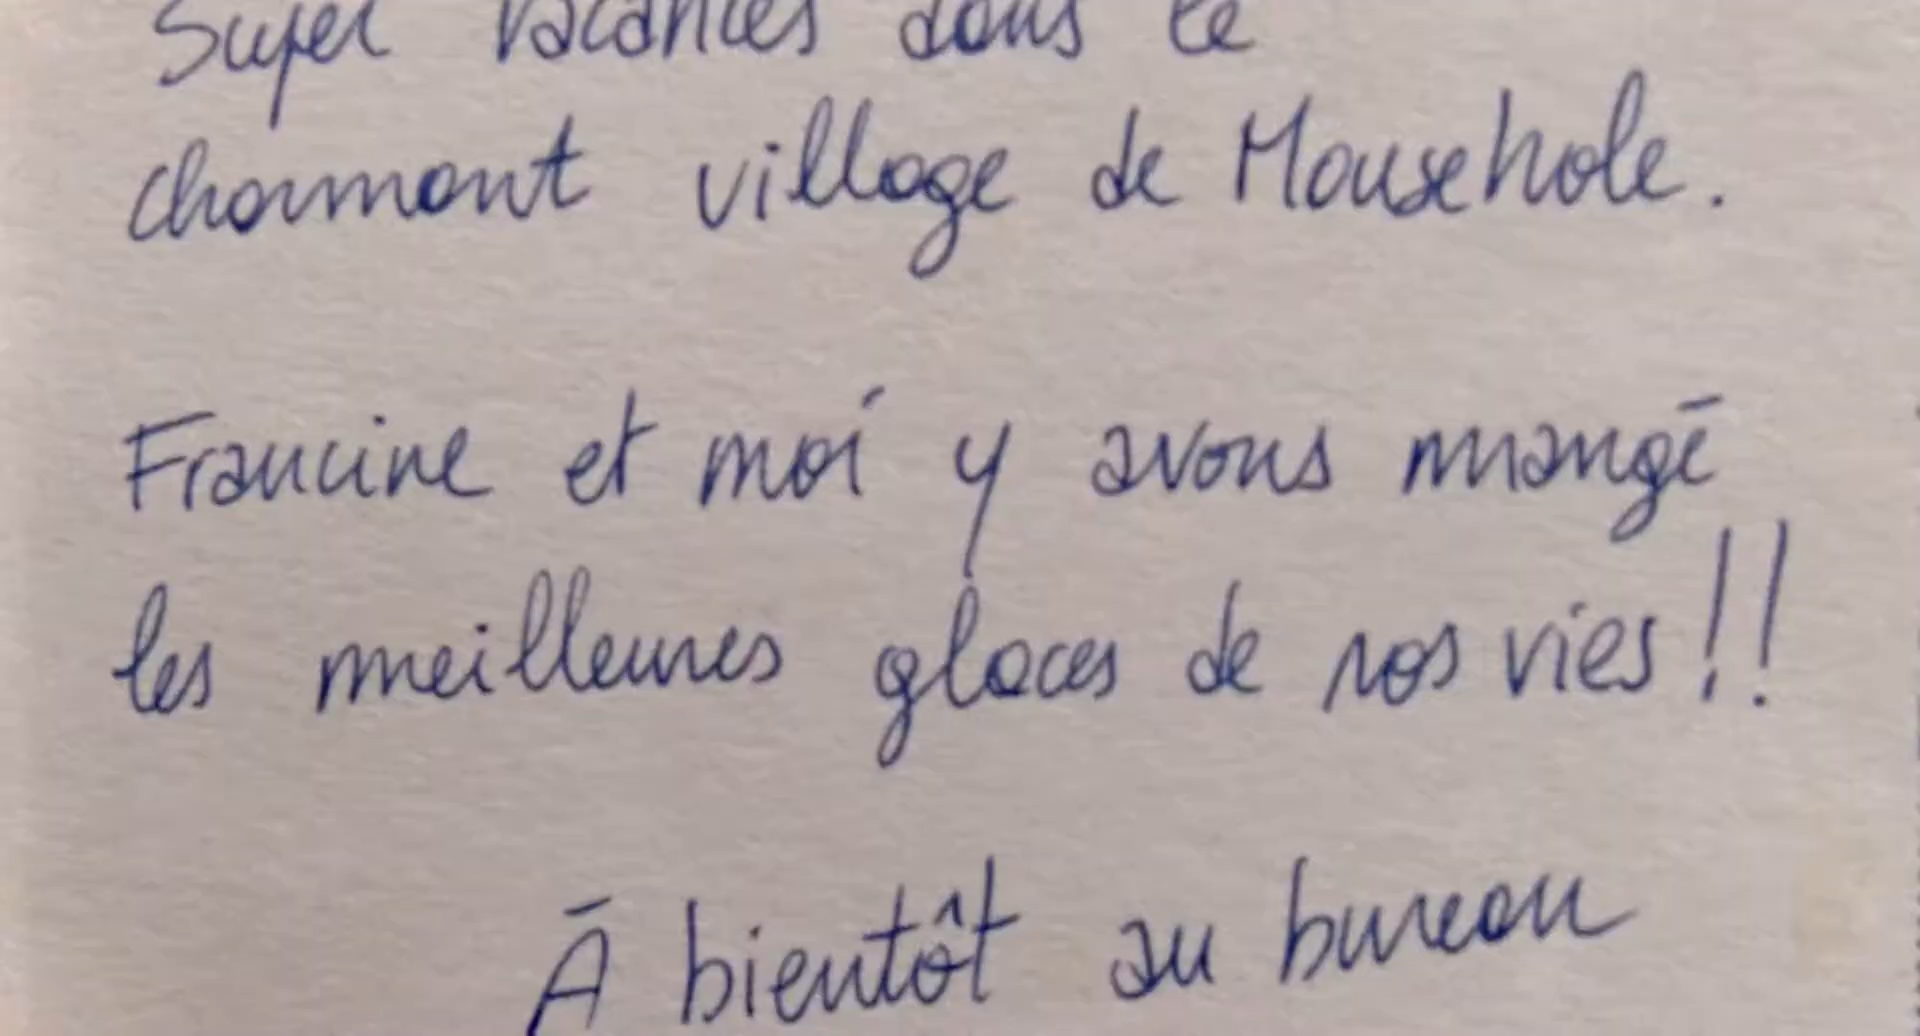 Super vacances dans le
charmant village de Mousehole.
Francine et moi y avons mangé
les meilleures glaces de nos vies !!
À bientôt au bureau